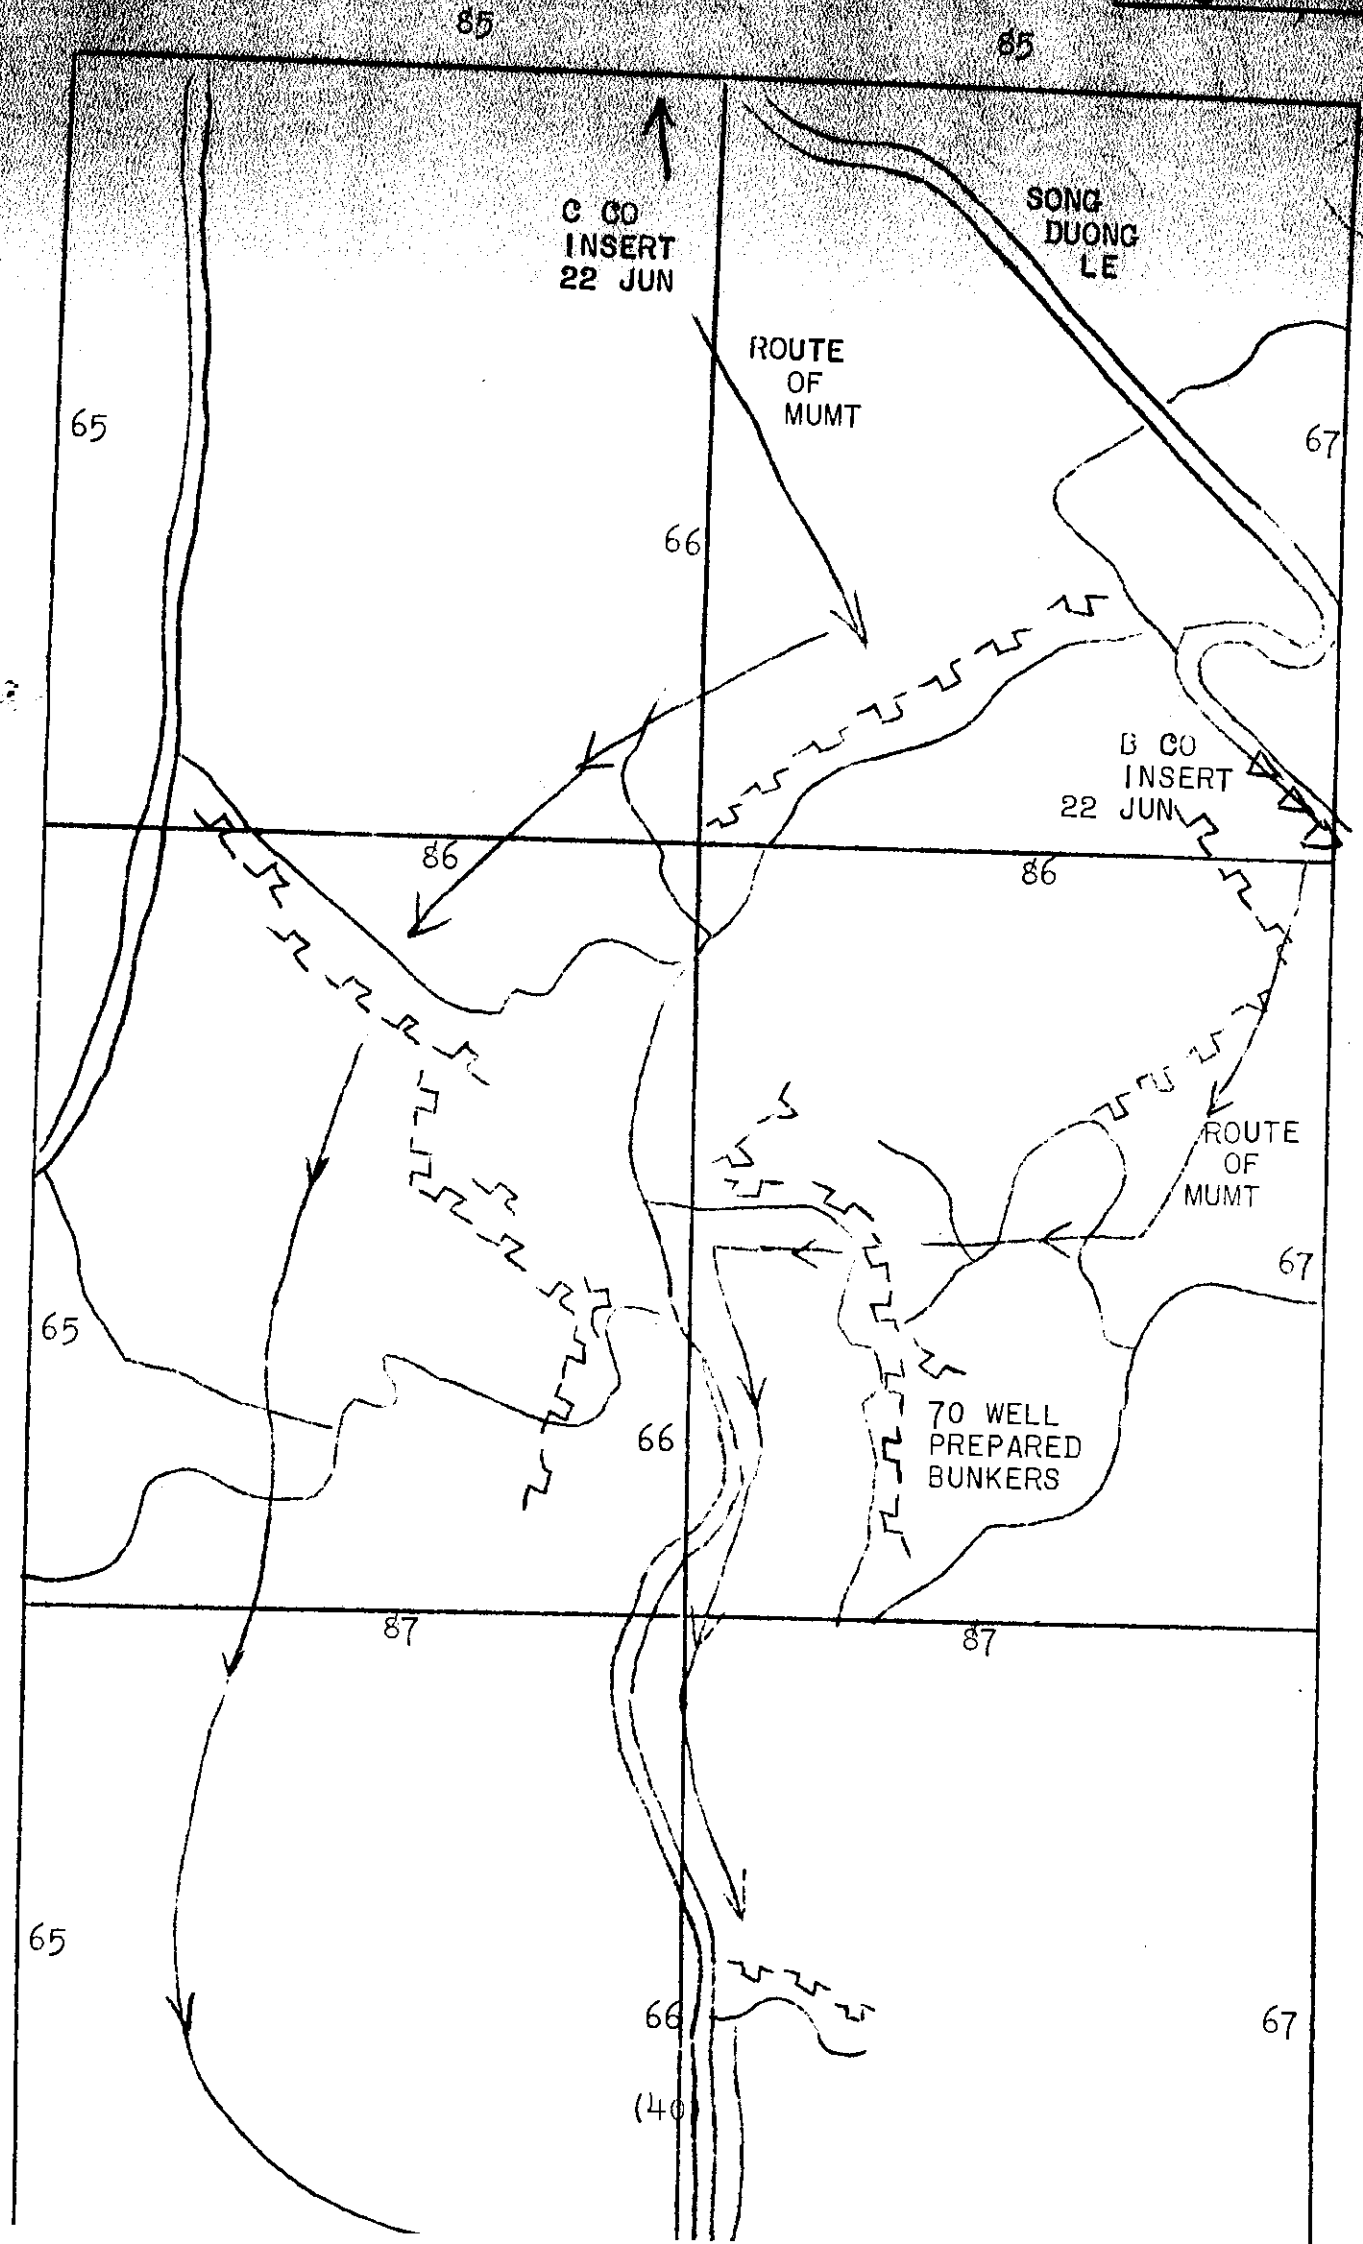 85
85
C CO
INSERT
22 JUN
SONG
DUONG
LE
ROUTE
OF
MUMT
65
67
66
B CO
INSERT
22 JUN
86
86
ROUTE
OF
MUMT
67
65
66
70 WELL
PREPARED
BUNKERS
87
87
65
66
67
(40